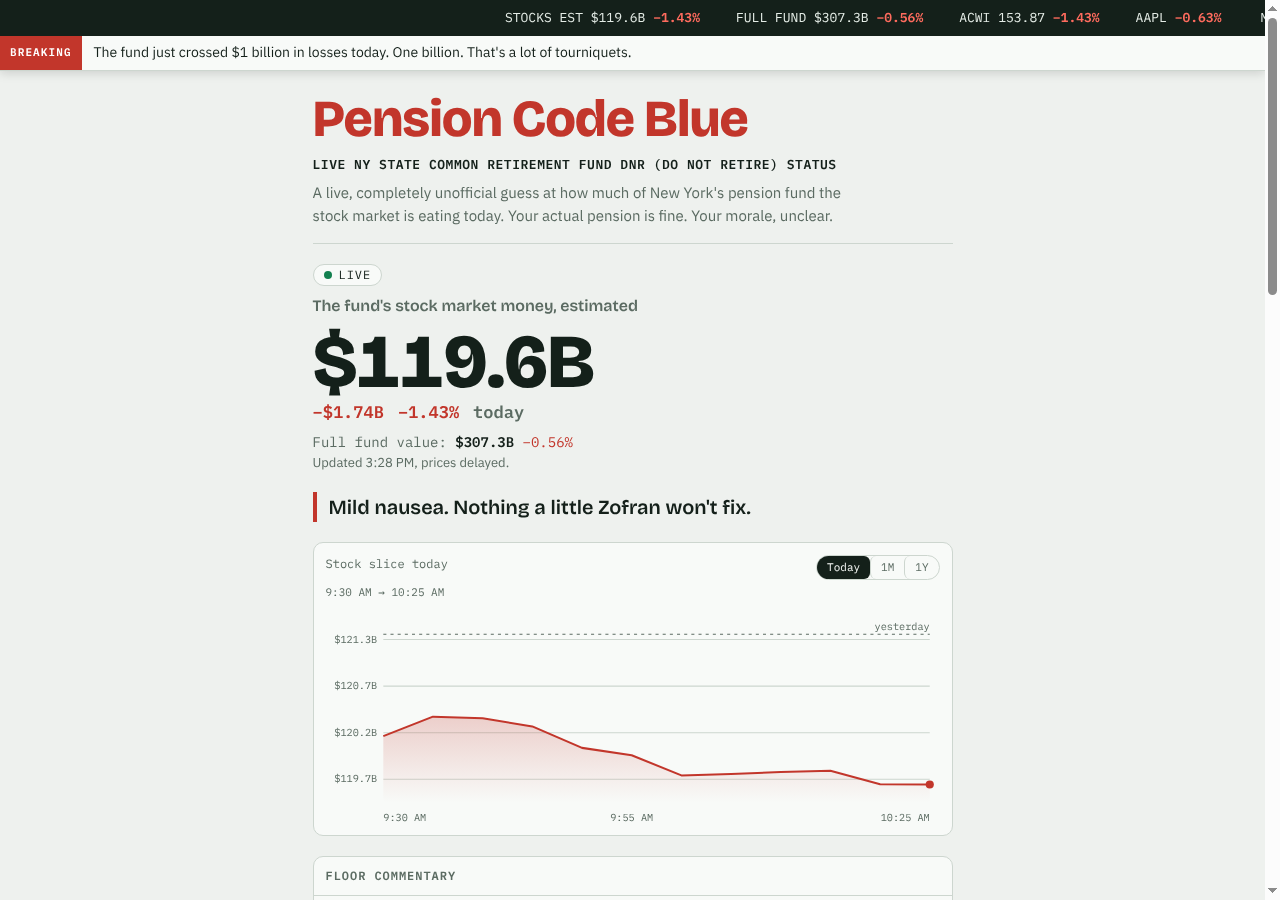 STOCKS EST $119.6B −1.43% FULL FUND $307.3B −0.56% ACWI 153.87 −1.43% AAPL −0.63%
BREAKING The fund just crossed $1 billion in losses today. One billion. That's a lot of tourniquets.
Pension Code Blue
LIVE NY STATE COMMON RETIREMENT FUND DNR (DO NOT RETIRE) STATUS
A live, completely unofficial guess at how much of New York's pension fund the
stock market is eating today. Your actual pension is fine. Your morale, unclear.
LIVE
The fund's stock market money, estimated
$119.6B
−$1.74B −1.43% today
Full fund value: $307.3B −0.56%
Updated 3:28 PM, prices delayed.
Mild nausea. Nothing a little Zofran won't fix.
Stock slice today Today 1M 1Y
9:30 AM → 10:25 AM
yesterday
$121.3B
$120.7B
$120.2B
$119.7B
9:30 AM 9:55 AM 10:25 AM
FLOOR COMMENTARY